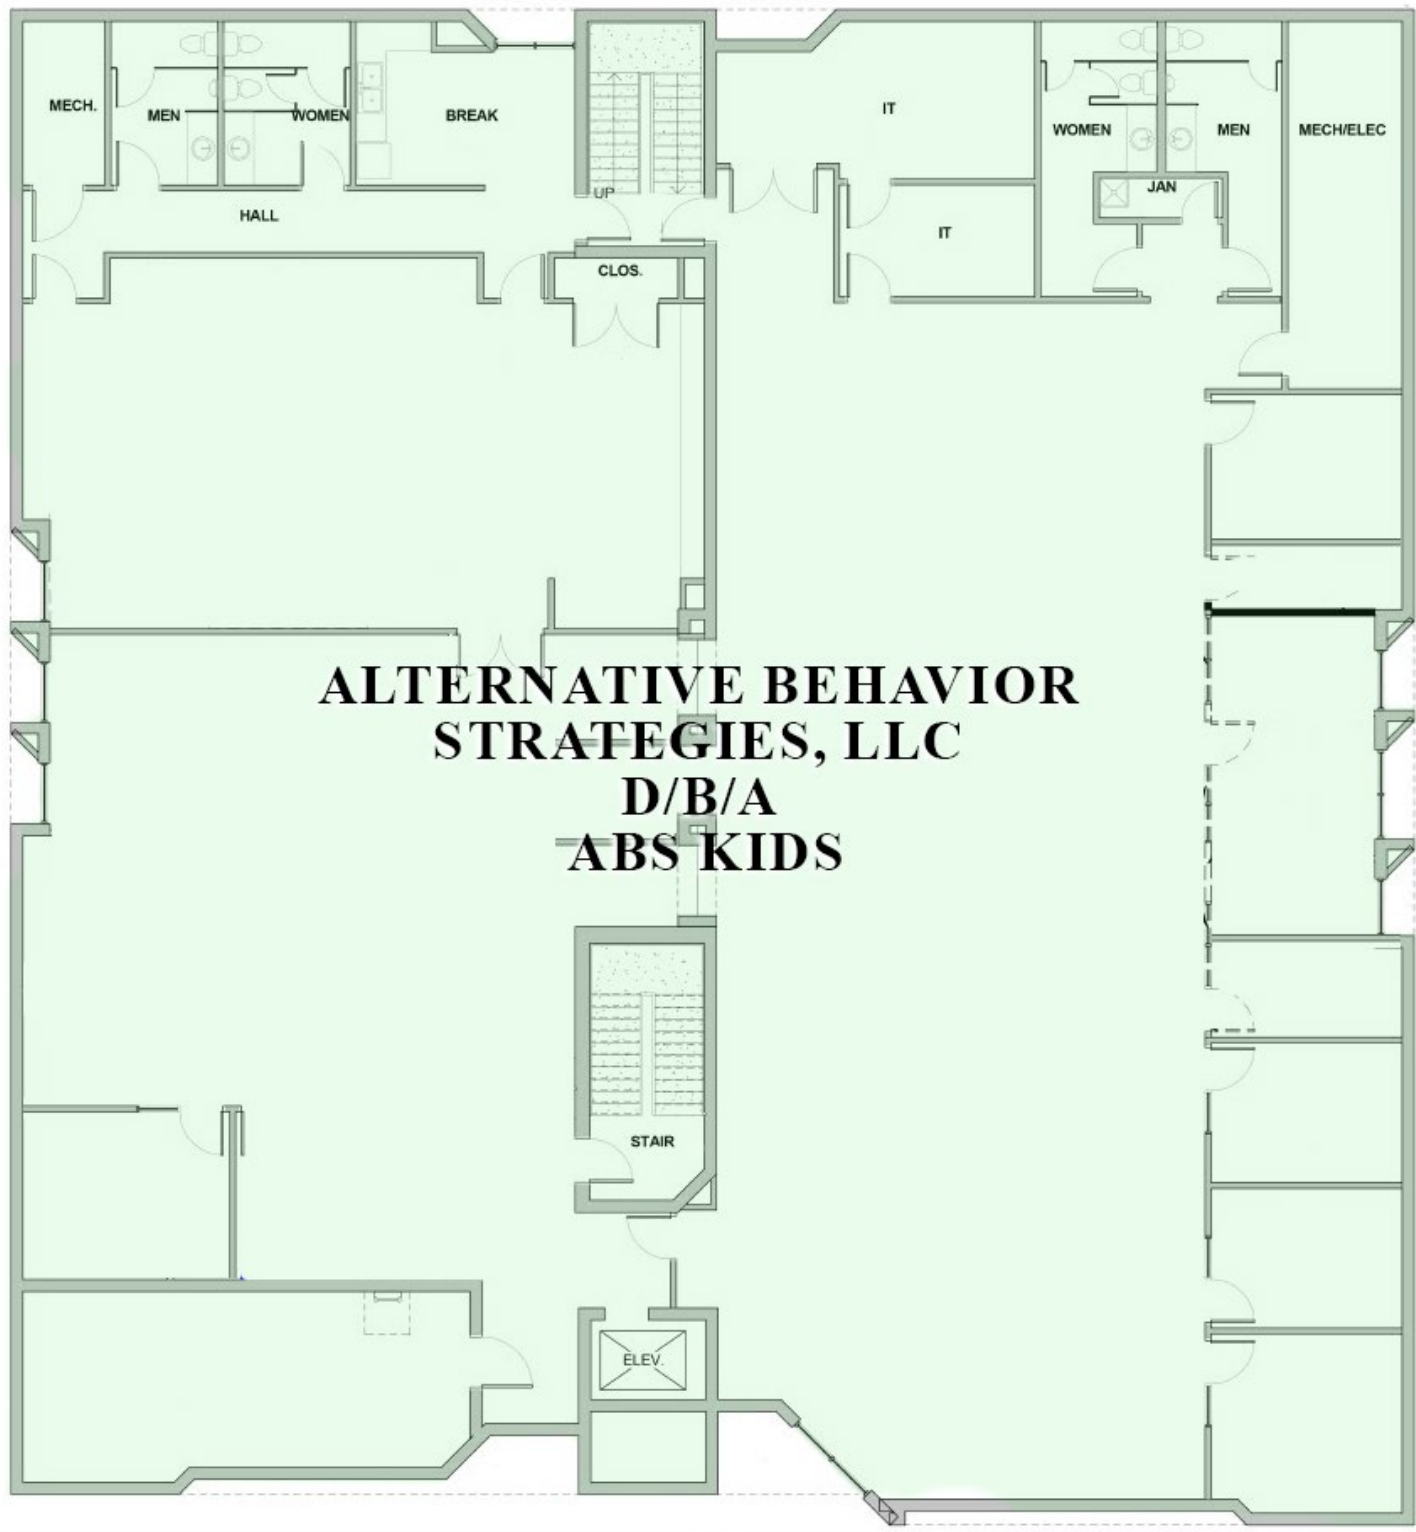 MECH.
MEN
WOMEN
BREAK
UP
HALL
CLOS.
IT
IT
WOMEN
MEN
MECH/ELEC
JAN
ALTERNATIVE BEHAVIOR
STRATEGIES, LLC
D/B/A
ABS KIDS
STAIR
ELEV.